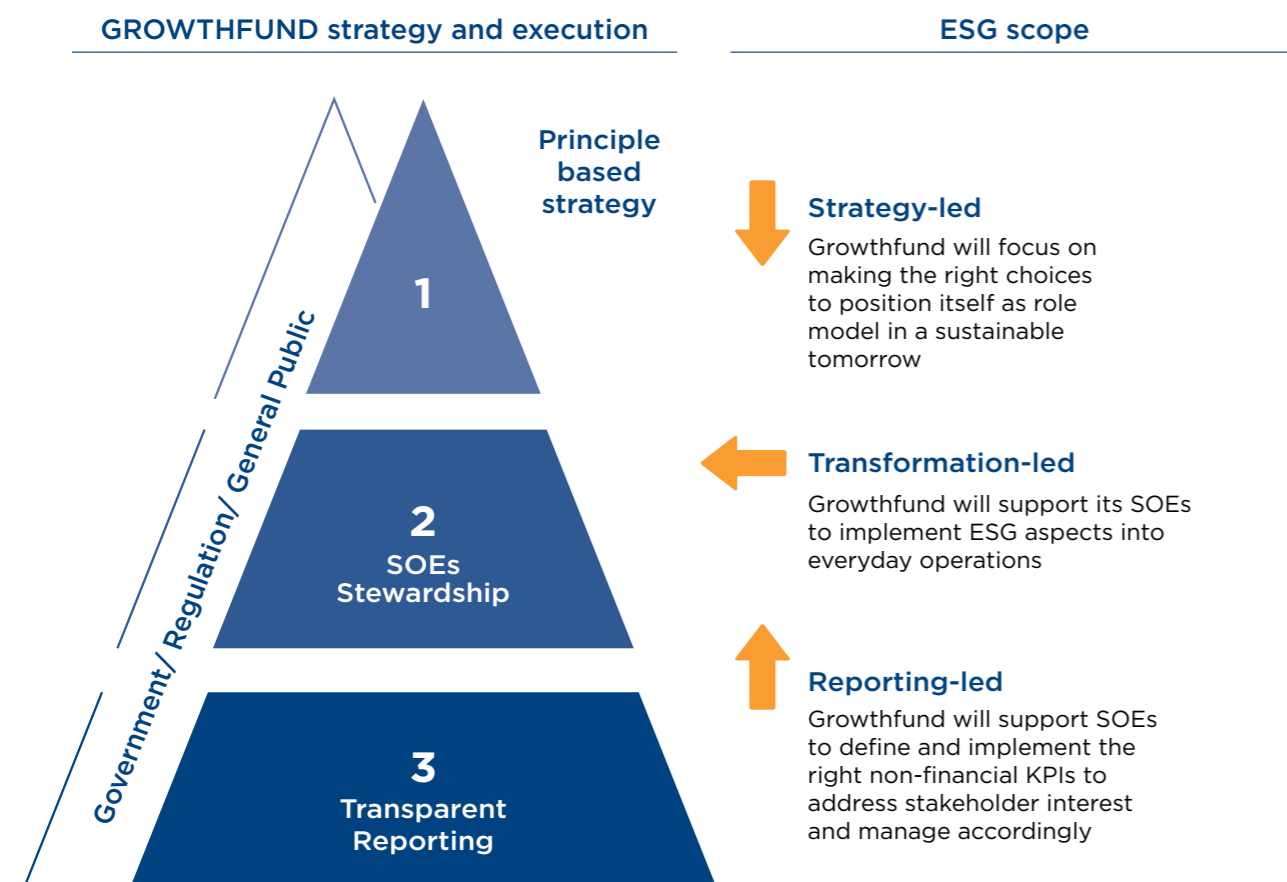 GROWTHFUND strategy and execution
ESG scope
Government/ Regulation/ General Public
1
Principle
based
strategy
Strategy-led
Growthfund will focus on
making the right choices
to position itself as role
model in a sustainable
tomorrow
2
SOEs
Stewardship
Transformation-led
Growthfund will support its SOEs
to implement ESG aspects into
everyday operations
3
Transparent
Reporting
Reporting-led
Growthfund will support SOEs
to define and implement the
right non-financial KPIs to
address stakeholder interest
and manage accordingly